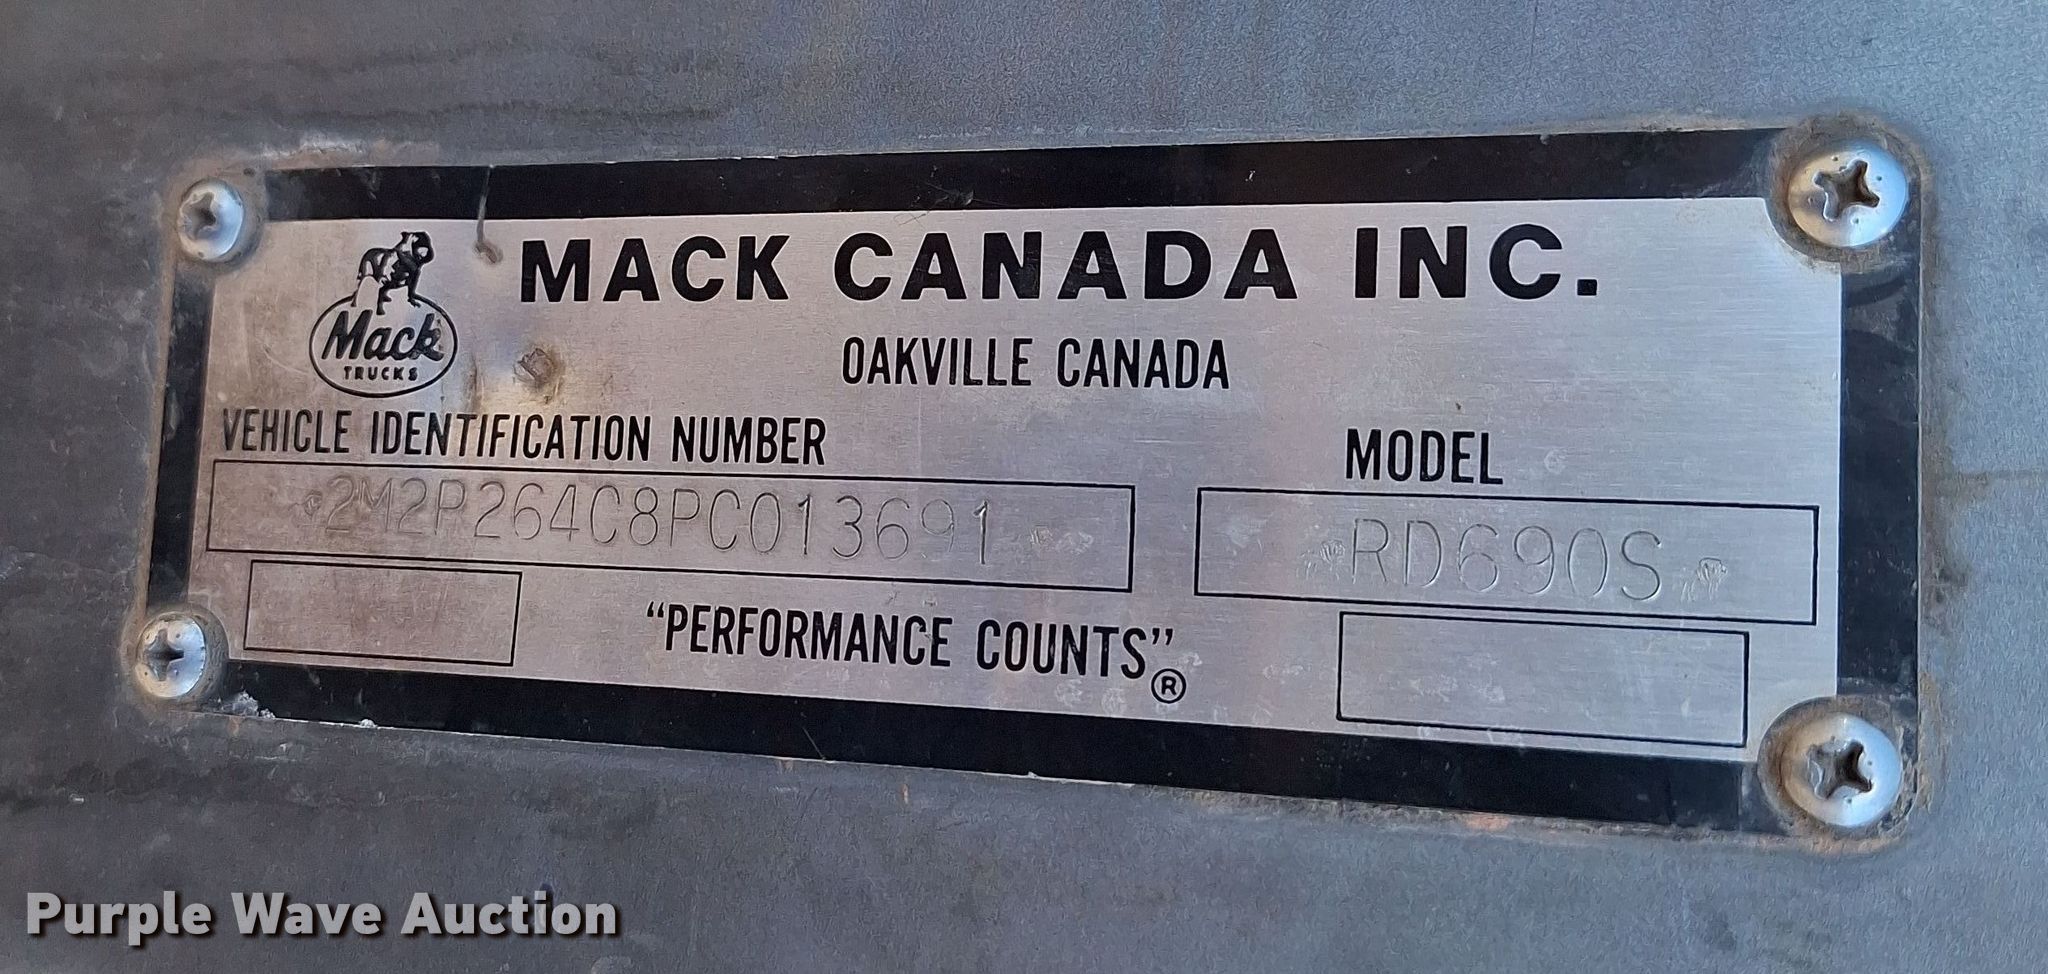 MACK CANADA INC.
Mack
TRUCKS
OAKVILLE CANADA
VEHICLE IDENTIFICATION NUMBER
MODEL
2M2P264C8PC013691
RD690S
"PERFORMANCE COUNTS"®
Purple Wave Auction